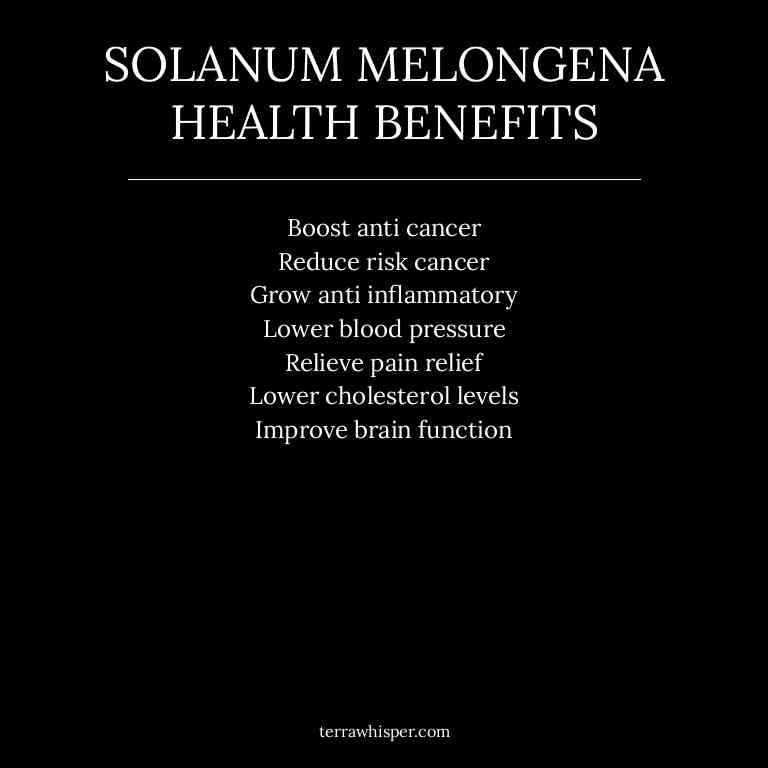 SOLANUM MELONGENA
HEALTH BENEFITS
Boost anti cancer
Reduce risk cancer
Grow anti inflammatory
Lower blood pressure
Relieve pain relief
Lower cholesterol levels
Improve brain function
terrawhisper.com